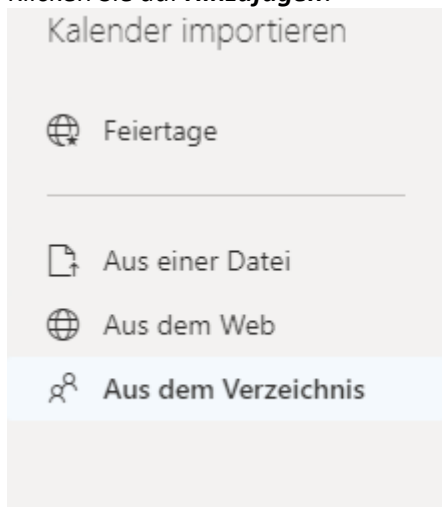 Kalender importieren
Feiertage
Aus einer Datei
Aus dem Web
Aus dem Verzeichnis